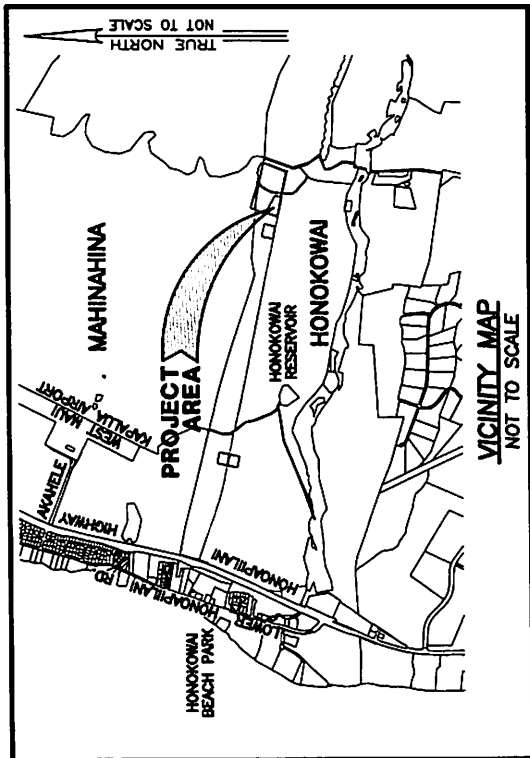 TRUE NORTH
NOT TO SCALE
MAHINAHINA
WEST MAUI
KAPALUA AIRPORT
AKAHELE
HIGHWAY
HONOAPIILANI
PROJECT
AREA
HONOKOWAI
RESERVOIR
HONOKOWAI
LOWER
HONOAPIILANI
RD
HONOKOWAI
BEACH PARK
VICINITY MAP
NOT TO SCALE